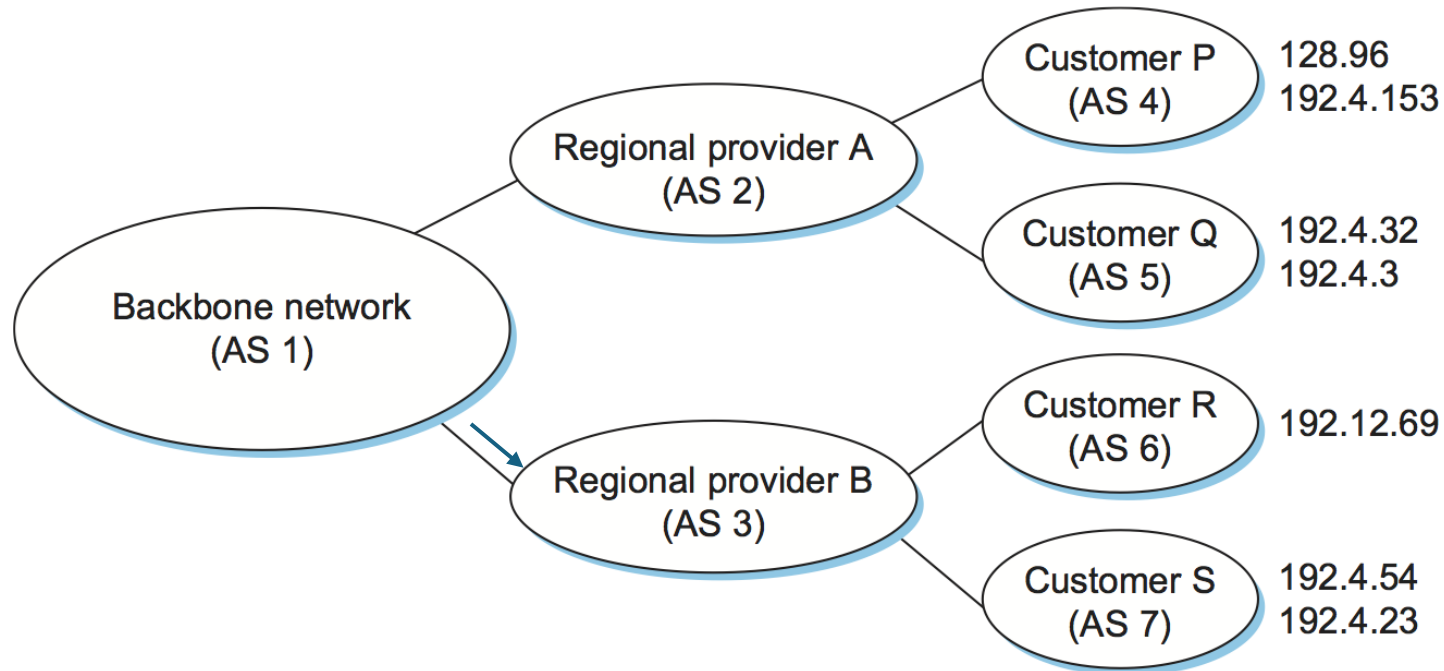 Backbone network
(AS 1)
Regional provider A
(AS 2)
Regional provider B
(AS 3)
Customer P
(AS 4)
128.96
192.4.153
Customer Q
(AS 5)
192.4.32
192.4.3
Customer R
(AS 6)
192.12.69
Customer S
(AS 7)
192.4.54
192.4.23